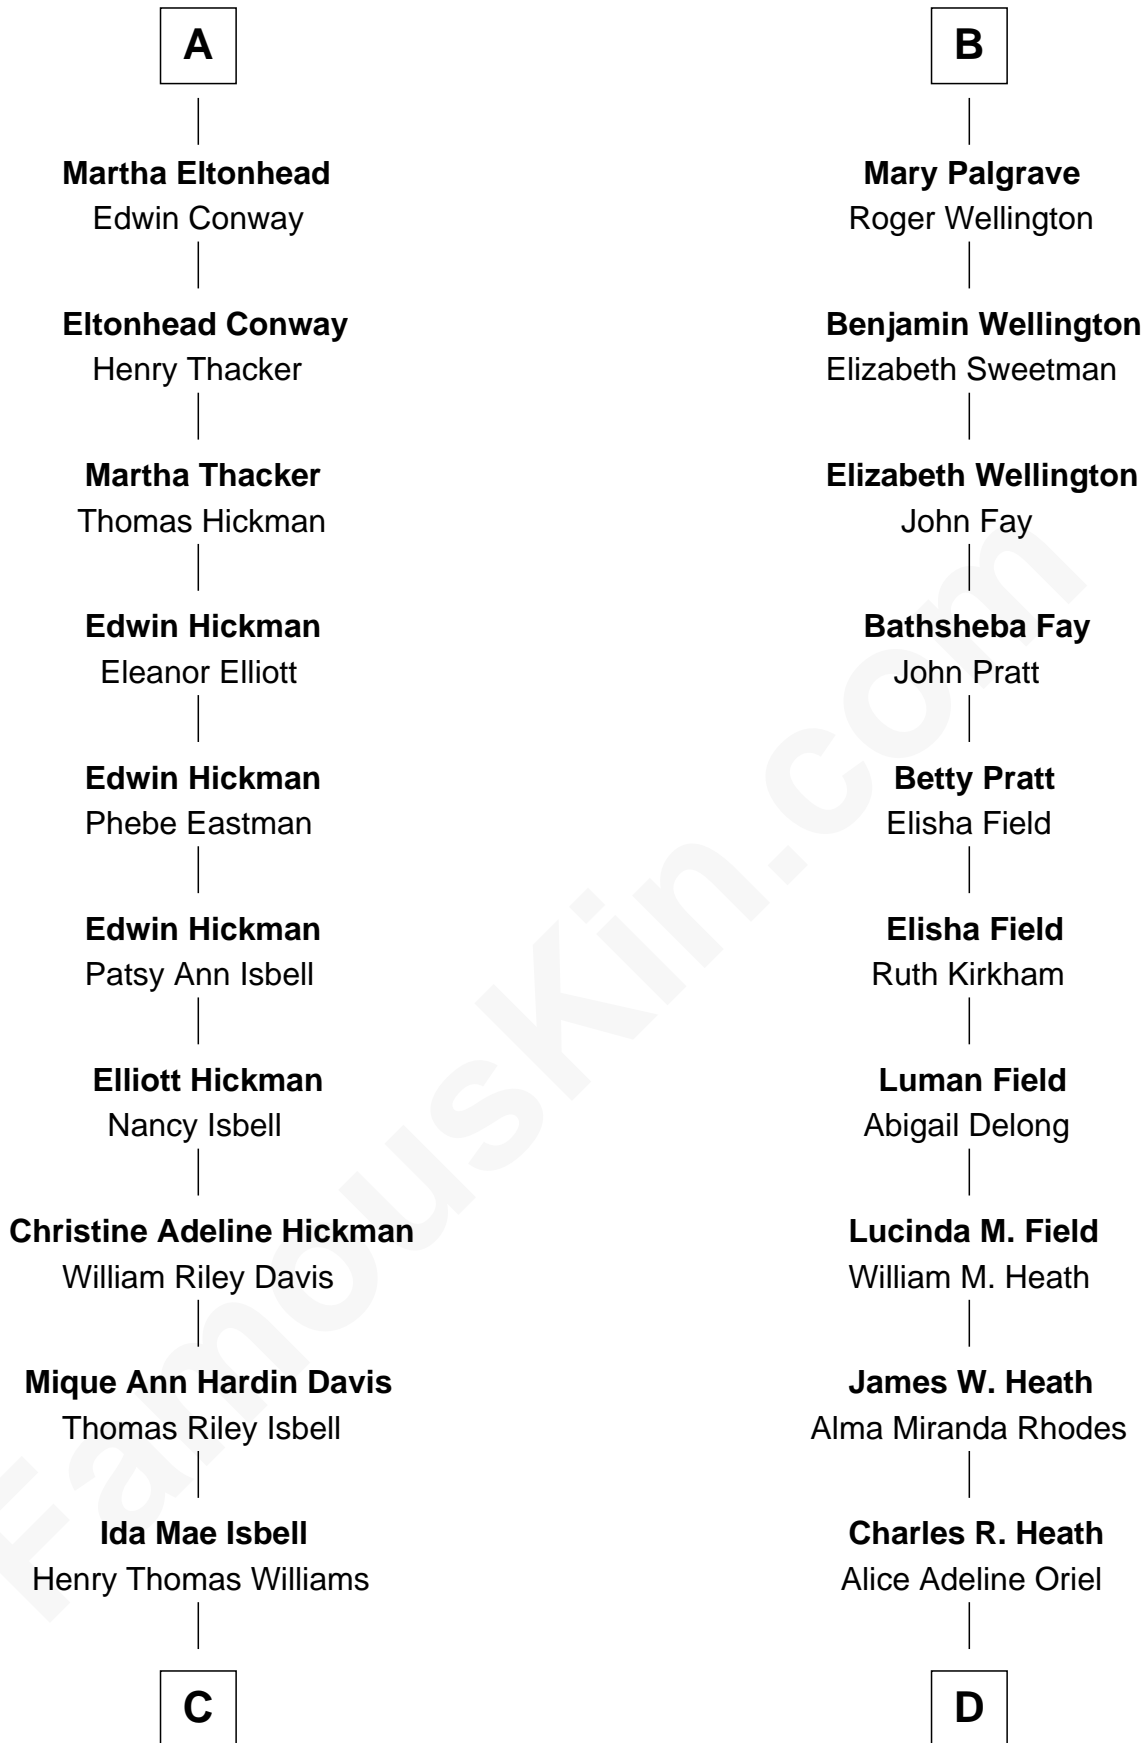 A
Martha Eltonhead
Edwin Conway
Eltonhead Conway
Henry Thacker
Martha Thacker
Thomas Hickman
Edwin Hickman
Eleanor Elliott
Edwin Hickman
Phebe Eastman
Edwin Hickman
Patsy Ann Isbell
Elliott Hickman
Nancy Isbell
Christine Adeline Hickman
William Riley Davis
Mique Ann Hardin Davis
Thomas Riley Isbell
Ida Mae Isbell
Henry Thomas Williams
C
B
Mary Palgrave
Roger Wellington
Benjamin Wellington
Elizabeth Sweetman
Elizabeth Wellington
John Fay
Bathsheba Fay
John Pratt
Betty Pratt
Elisha Field
Elisha Field
Ruth Kirkham
Luman Field
Abigail Delong
Lucinda M. Field
William M. Heath
James W. Heath
Alma Miranda Rhodes
Charles R. Heath
Alice Adeline Oriel
D
FamousKin.com